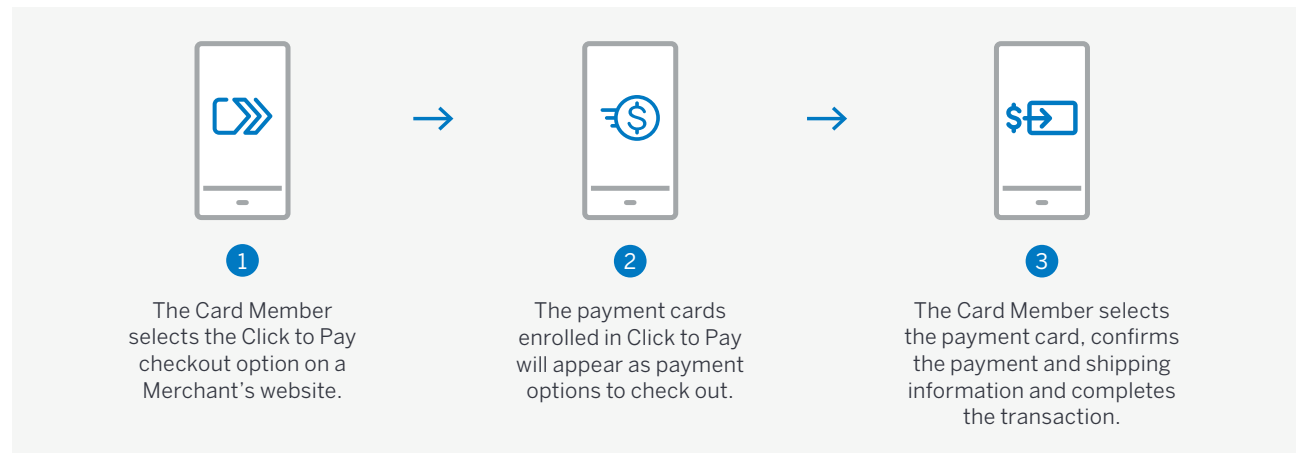 1
The Card Member
selects the Click to Pay
checkout option on a
Merchant’s website.
2
The payment cards
enrolled in Click to Pay
will appear as payment
options to check out.
3
The Card Member selects
the payment card, confirms
the payment and shipping
information and completes
the transaction.
$
$